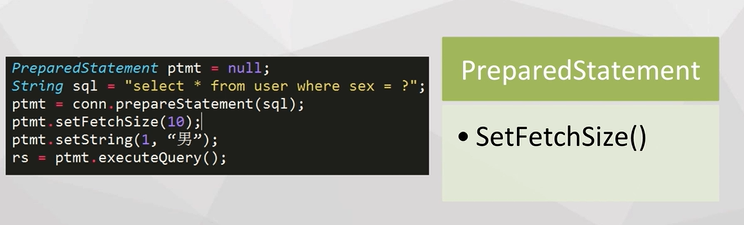 PreparedStatement ptmt = null;
String sql = "select * from user where sex = ?";
ptmt = conn.prepareStatement(sql);
ptmt.setFetchSize(10);
ptmt.setString(1, “男”);
rs = ptmt.executeQuery();
PreparedStatement
• SetFetchSize()